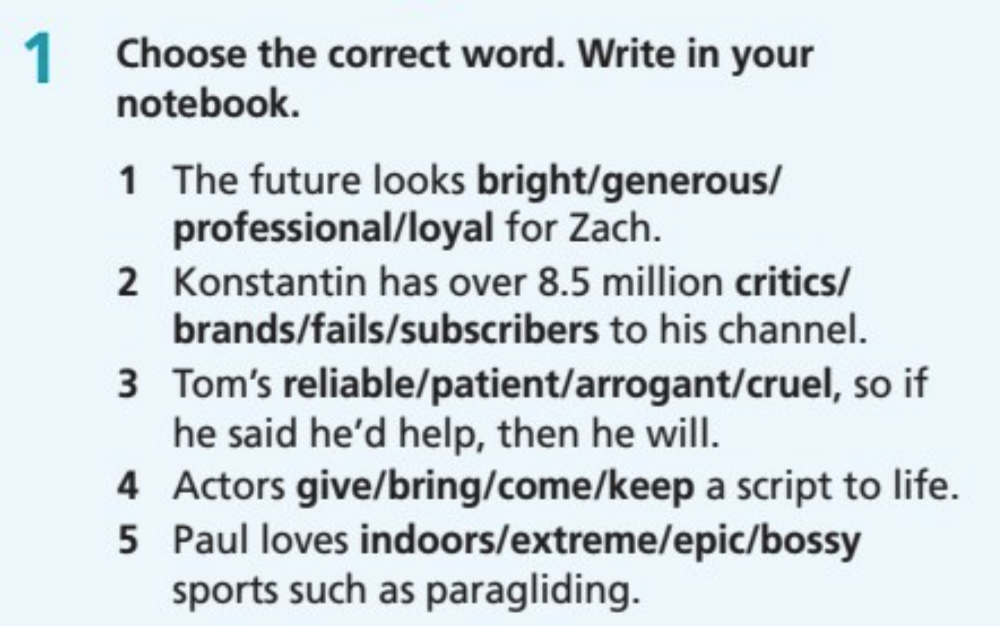 1 Choose the correct word. Write in your
notebook.
1 The future looks bright/generous/
professional/loyal for Zach.
2 Konstantin has over 8.5 million critics/
brands/fails/subscribers to his channel.
3 Tom’s reliable/patient/arrogant/cruel, so if
he said he’d help, then he will.
4 Actors give/bring/come/keep a script to life.
5 Paul loves indoors/extreme/epic/bossy
sports such as paragliding.